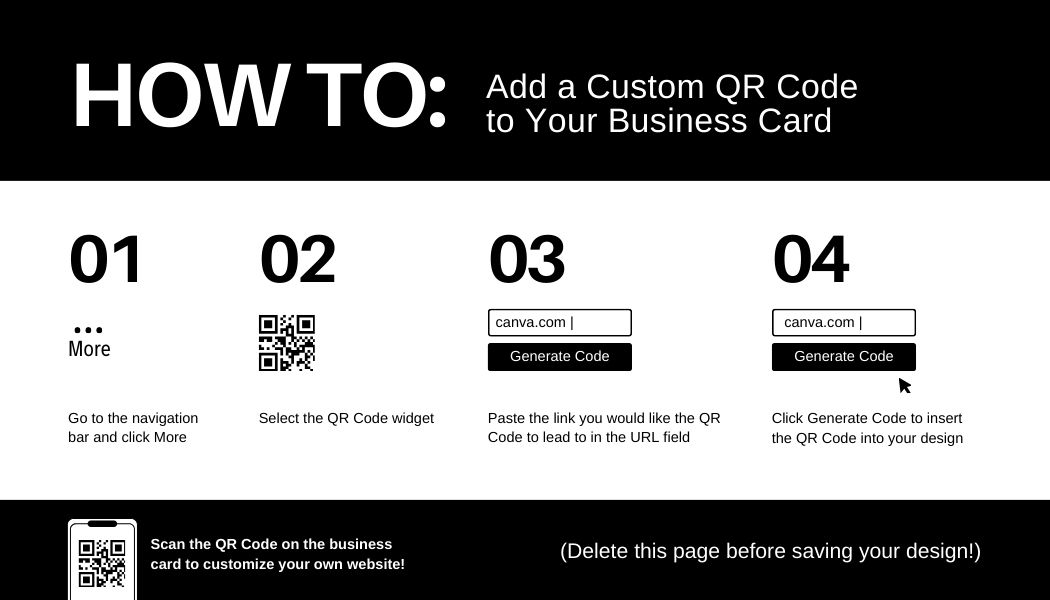 HOW TO:
Add a Custom QR Code
to Your Business Card
01
02
03
04
•••
More
canva.com |
Generate Code
canva.com |
Generate Code
Go to the navigation
bar and click More
Select the QR Code widget
Paste the link you would like the QR
Code to lead to in the URL field
Click Generate Code to insert
the QR Code into your design
Scan the QR Code on the business
card to customize your own website!
(Delete this page before saving your design!)